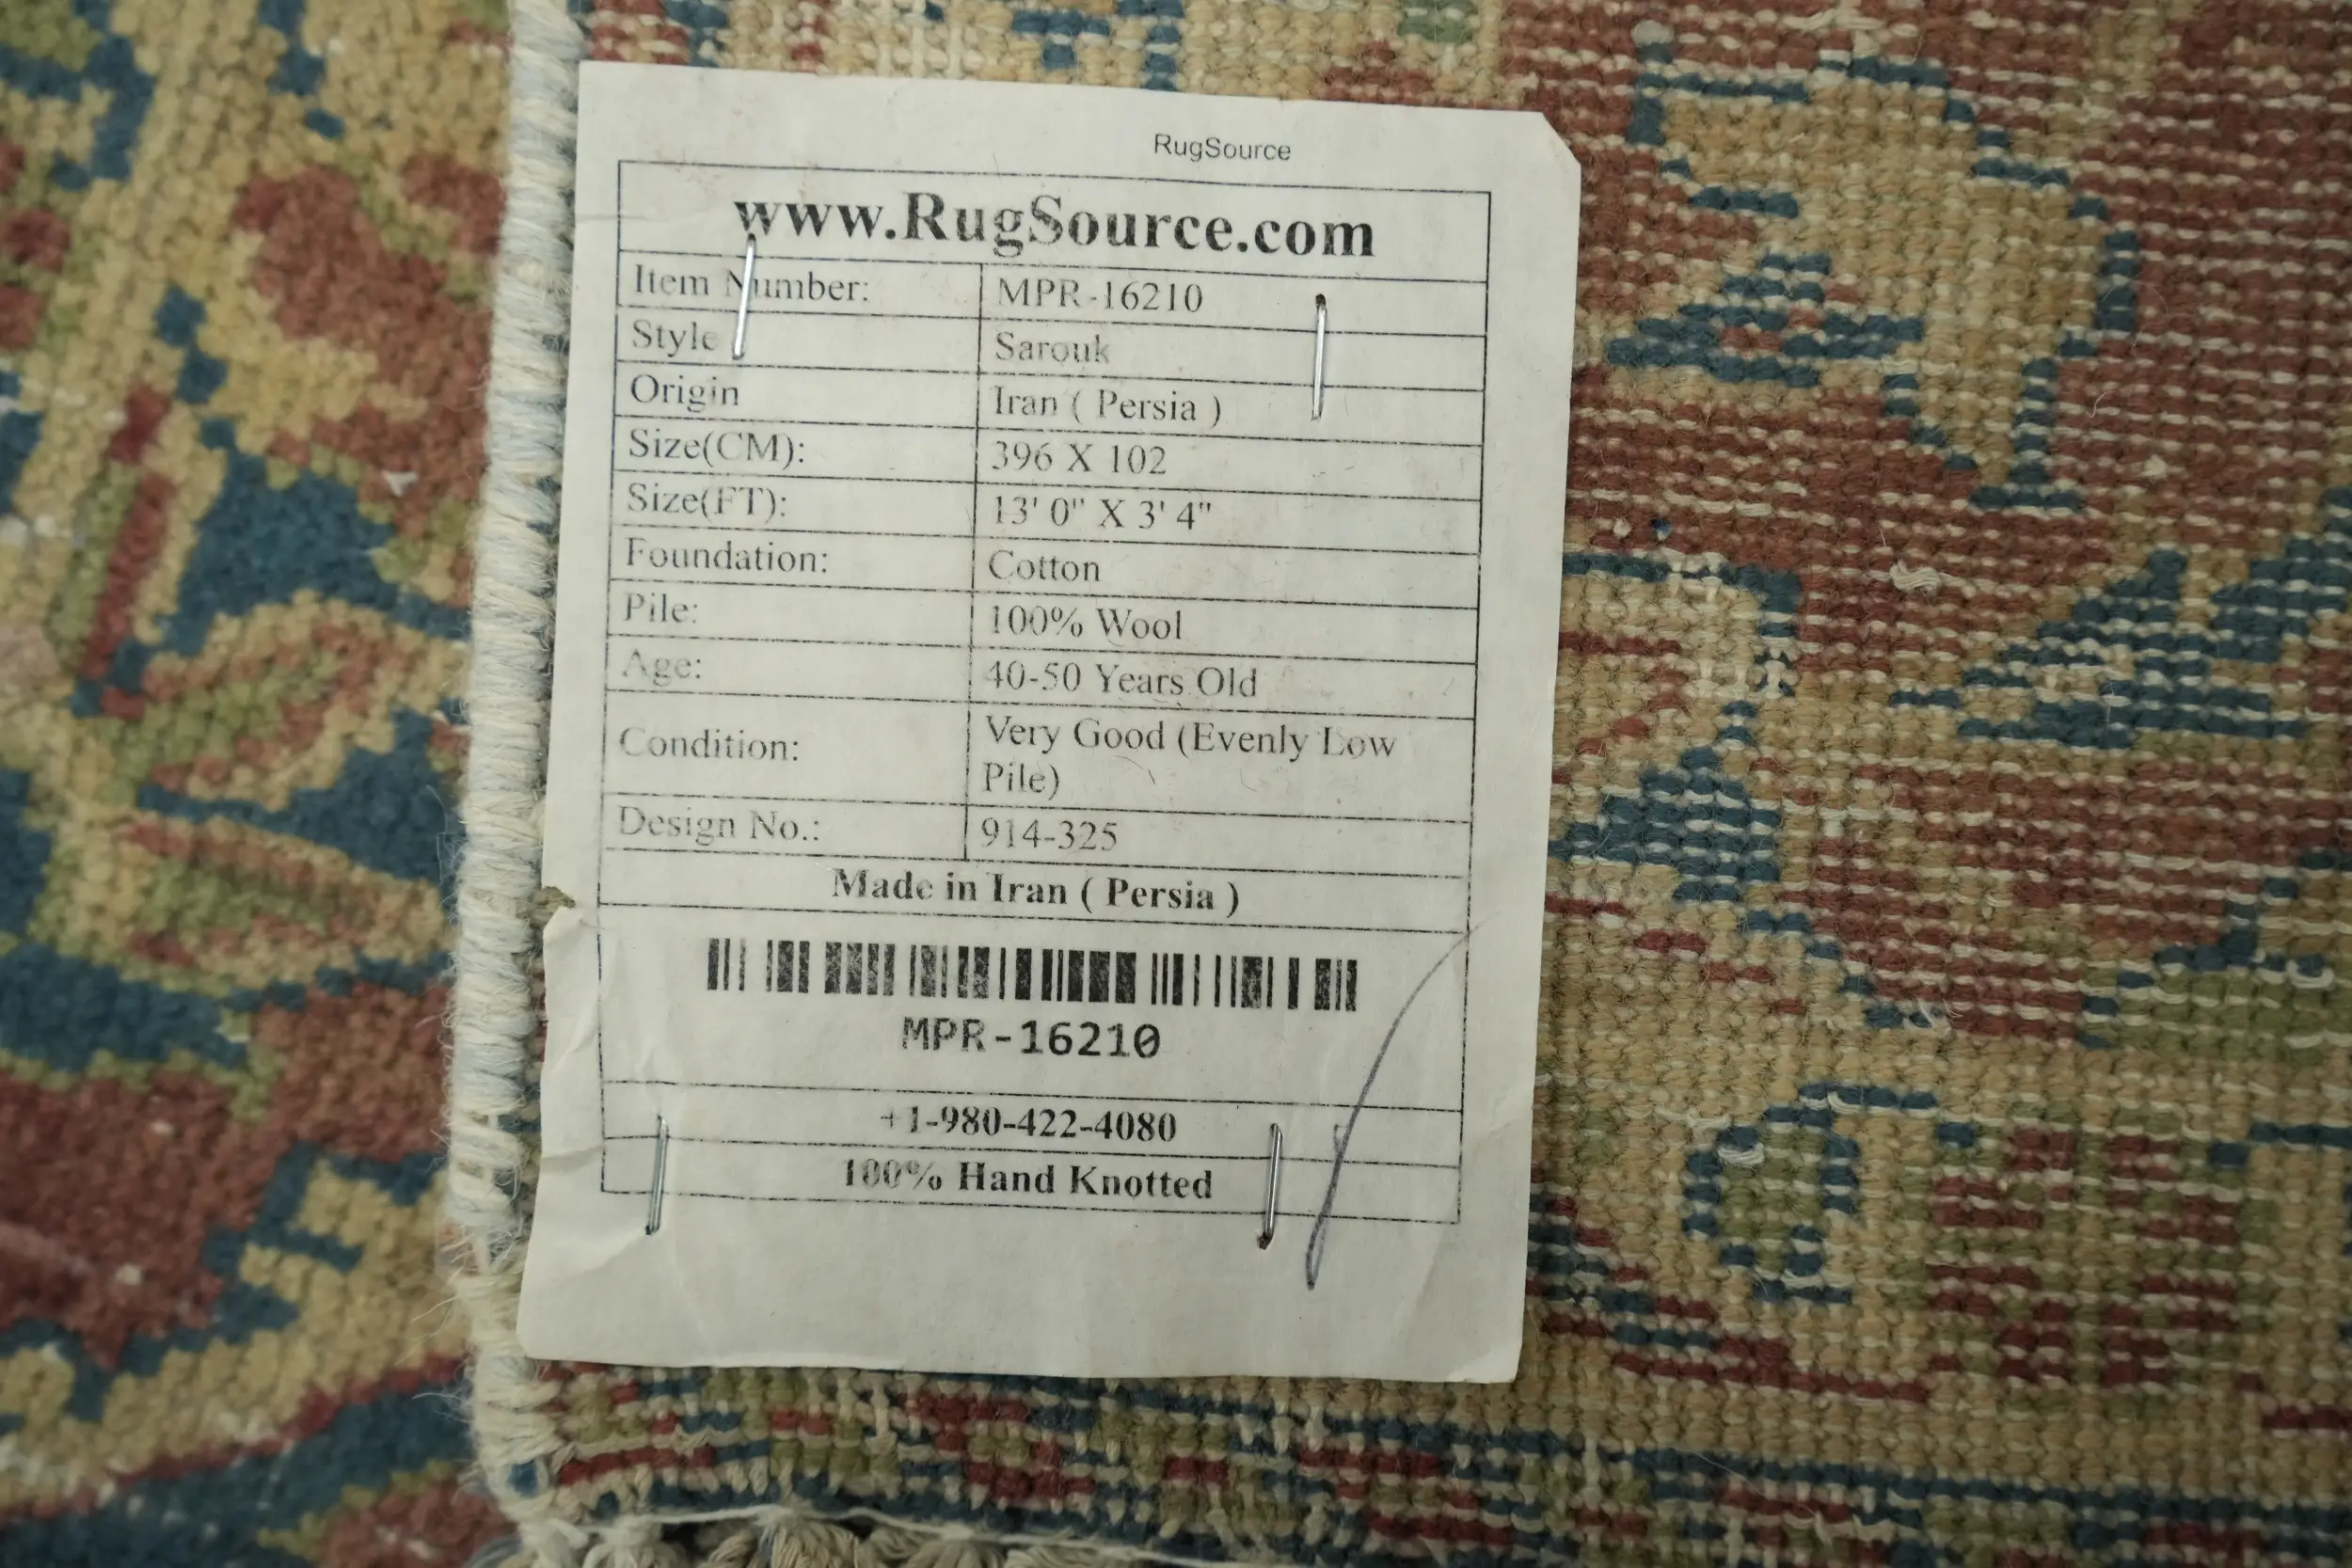 RugSource
www.RugSource.com
Item Number: MPR-16210
Style Sarouk
Origin Iran ( Persia )
Size(CM): 396 X 102
Size(FT): 13' 0" X 3' 4"
Foundation: Cotton
Pile: 100% Wool
Age: 40-50 Years Old
Condition: Very Good (Evenly Low
Pile)
Design No.: 914-325
Made in Iran ( Persia )
MPR-16210
+1-980-422-4080
100% Hand Knotted